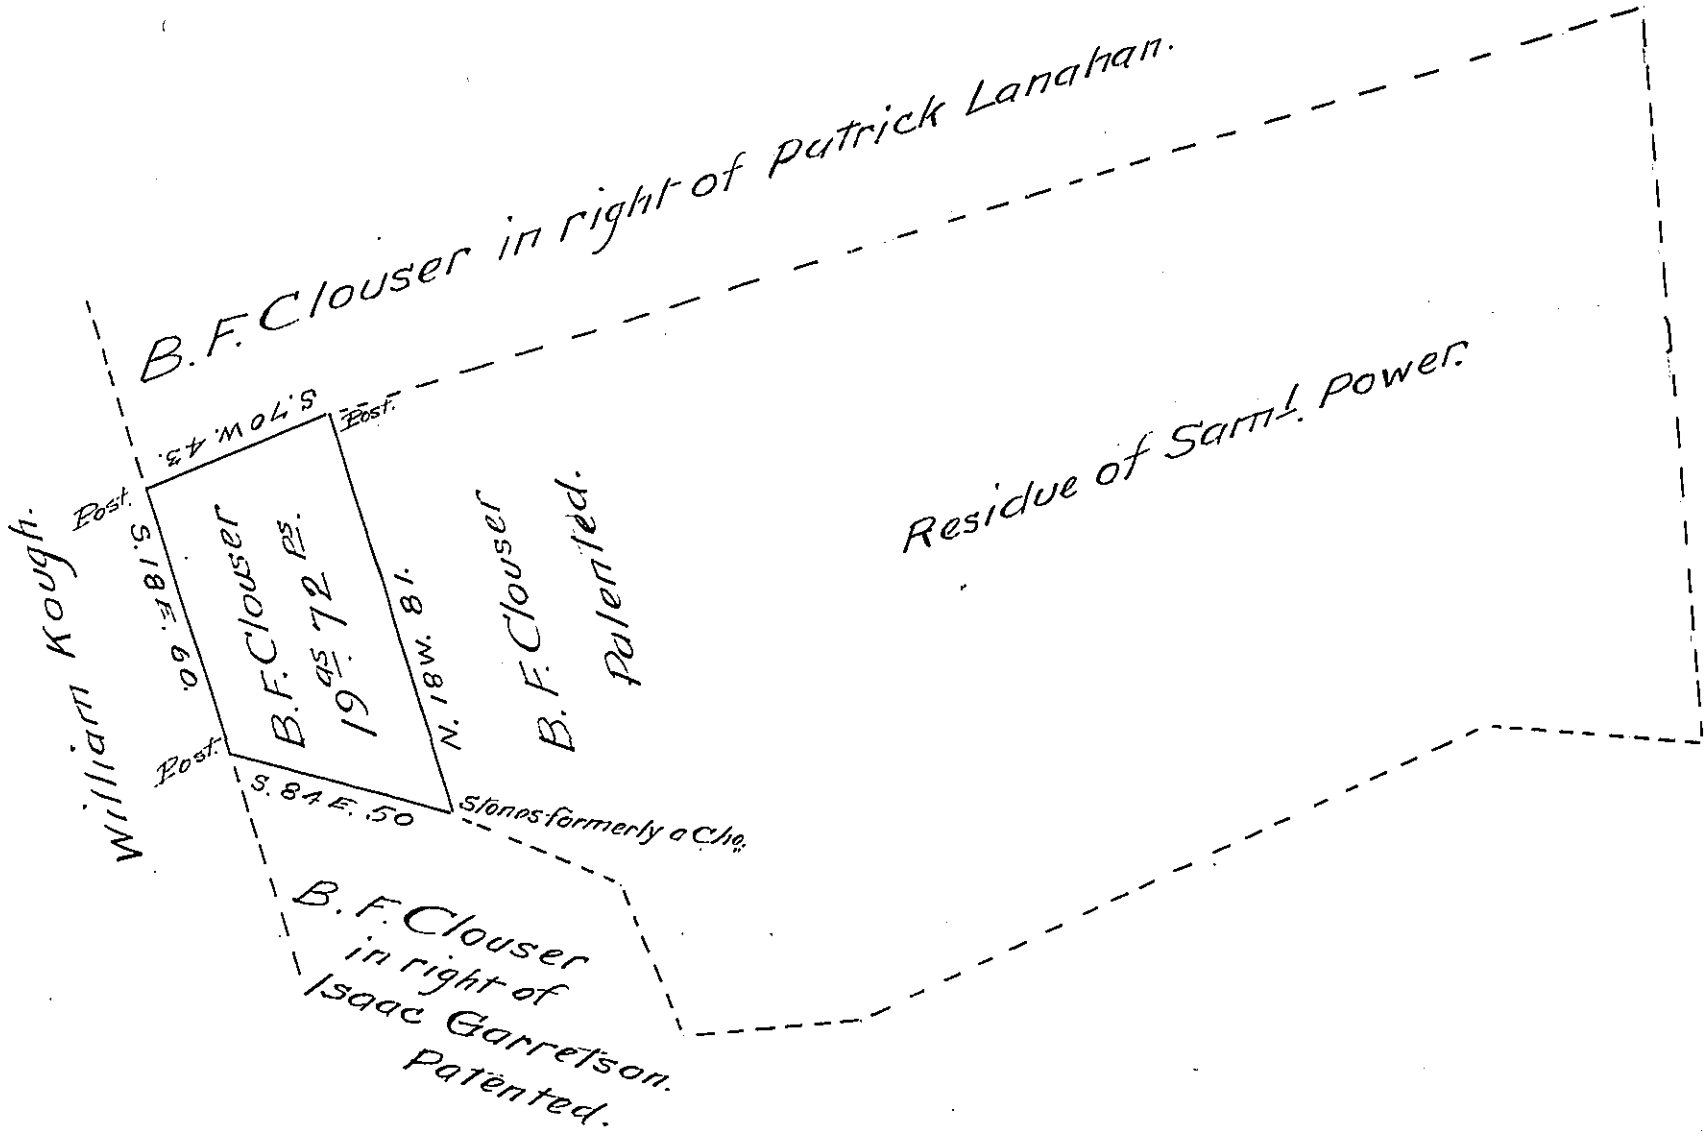 B. F. Clouser in right of Patrick Lanahan.
S. 70 W. 43.
Post.
Post.
William Kough.
S. 18 E. 60.
B. F. Clouser
19 as. 72 Ps.
N. 18 W. 81.
B. F. Clouser
Patented.
Residue of Saml. Power.
Post.
S. 84 E. 50
Stones formerly a Cho.
B. F. Clouser
in right of
Isaac Garretson.
Patented.